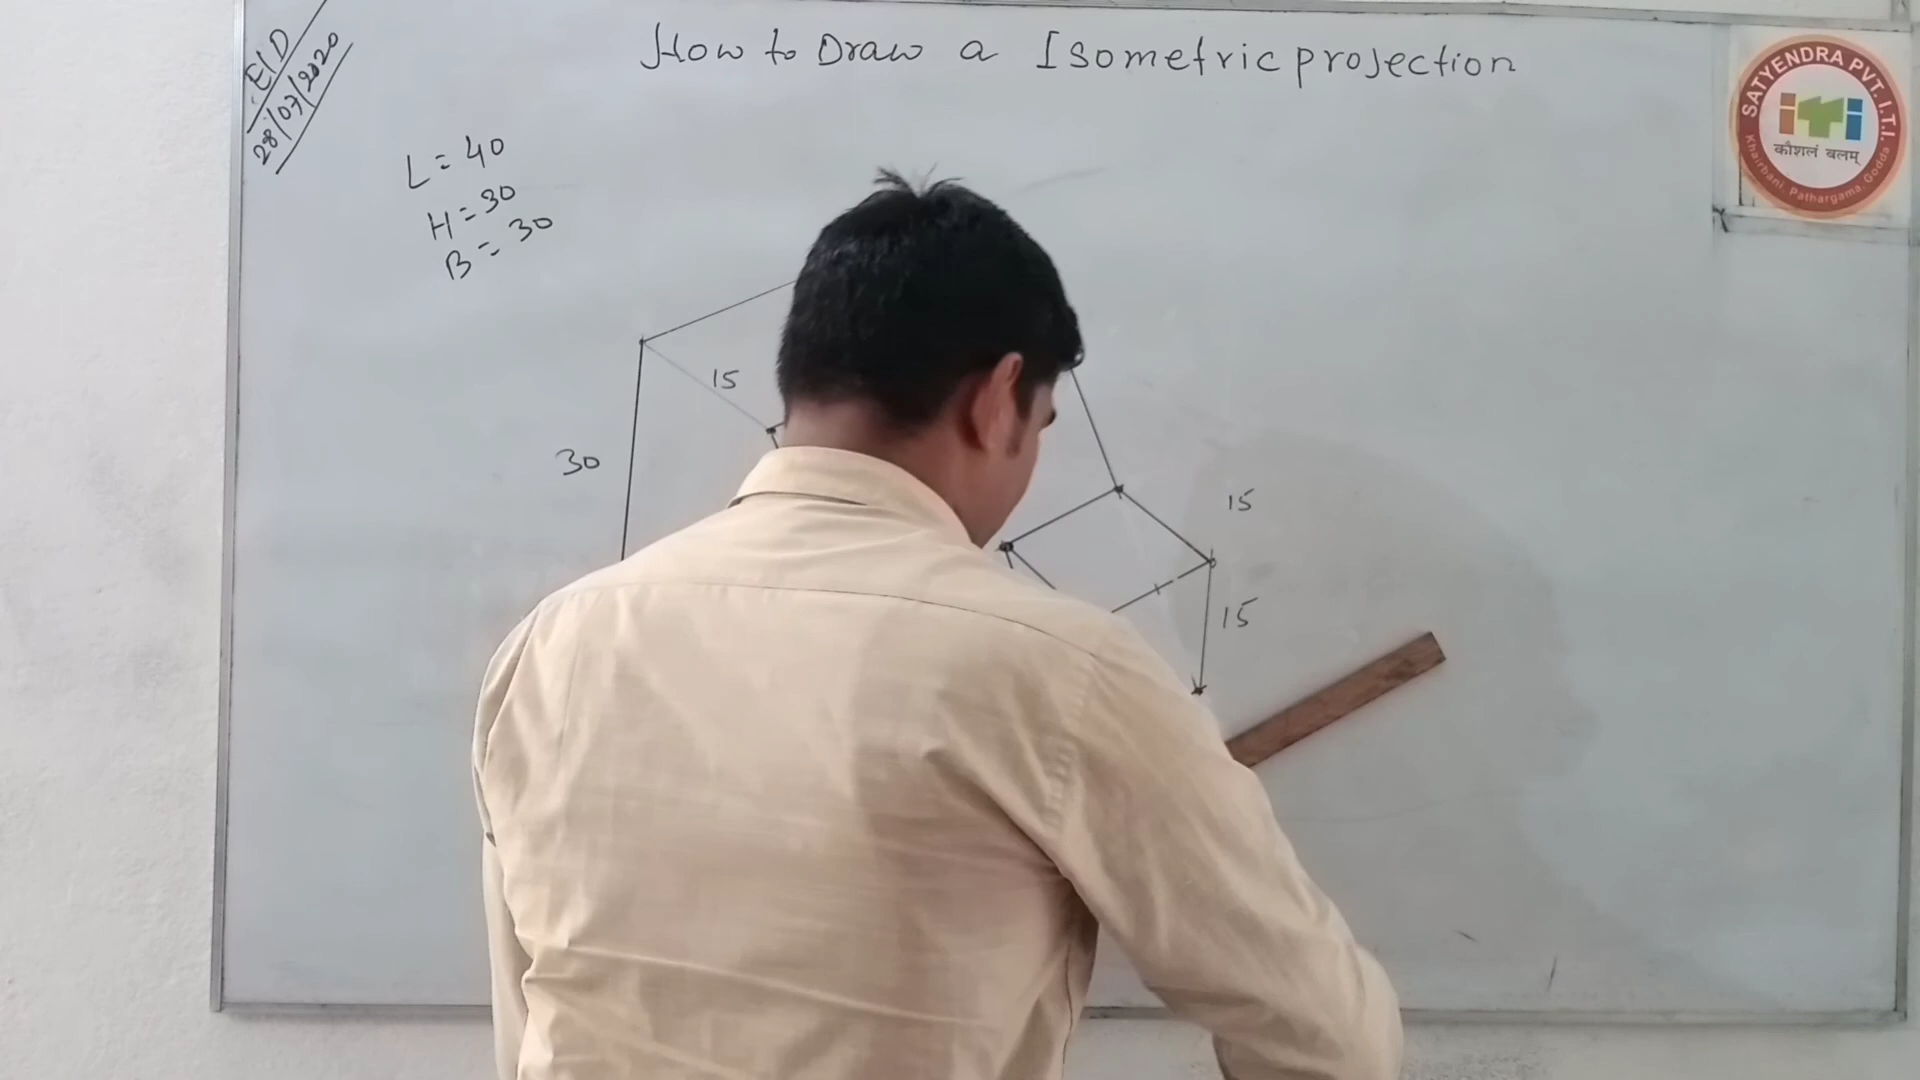 How to Draw a Isometric projection
E/D
28/07/2020
L = 40
H = 30
B = 30
15
30
15
15
SATYENDRA PVT. I.T.I.
iTi
कौशलं बलम्
Khairbani, Pathargama, Godda